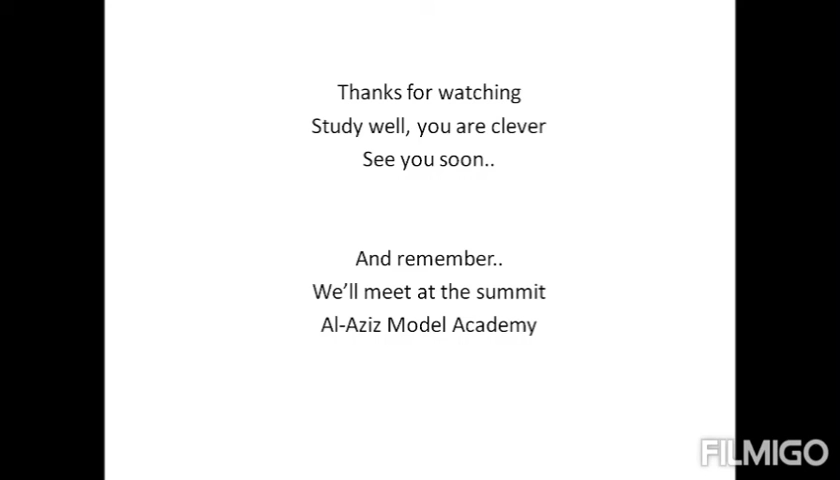 Thanks for watching
Study well, you are clever
See you soon..
And remember..
We'll meet at the summit
Al-Aziz Model Academy
FILMIGO